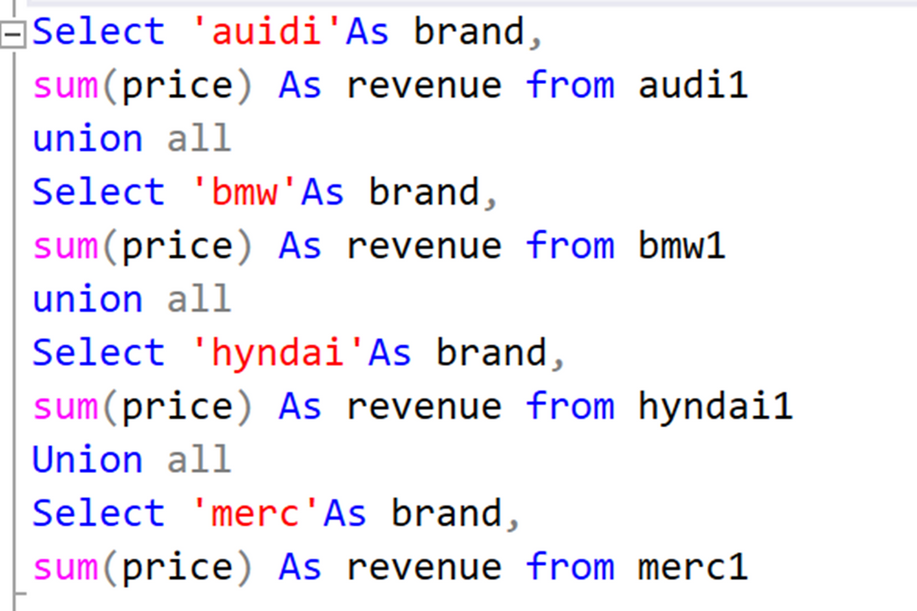 Select 'auidi'As brand,
sum(price) As revenue from audi1
union all
Select 'bmw'As brand,
sum(price) As revenue from bmw1
union all
Select 'hyndai'As brand,
sum(price) As revenue from hyndai1
Union all
Select 'merc'As brand,
sum(price) As revenue from merc1